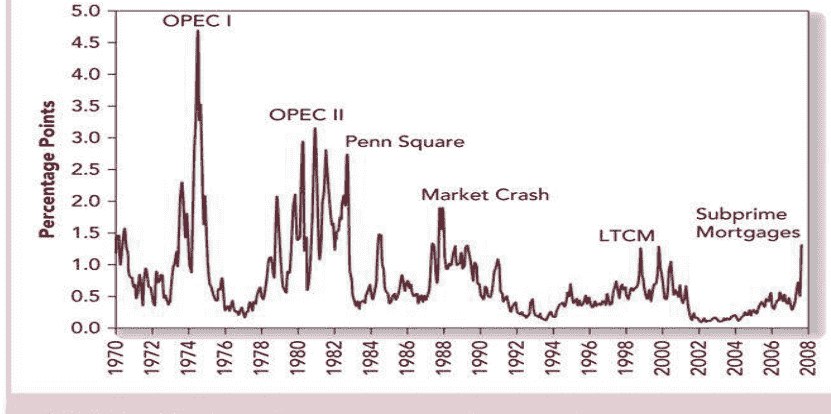 5.0
OPEC I
4.5
4.0
3.5
OPEC II
3.0
Penn Square
2.5
Market Crash
2.0
Subprime
1.5
LTCM
Mortgages
1.0
0.5
0.0
Percentage Points
1970 1972 1974 1976 1978 1980 1982 1984 1986 1988 1990 1992 1994 1996 1998 2000 2002 2004 2006 2008